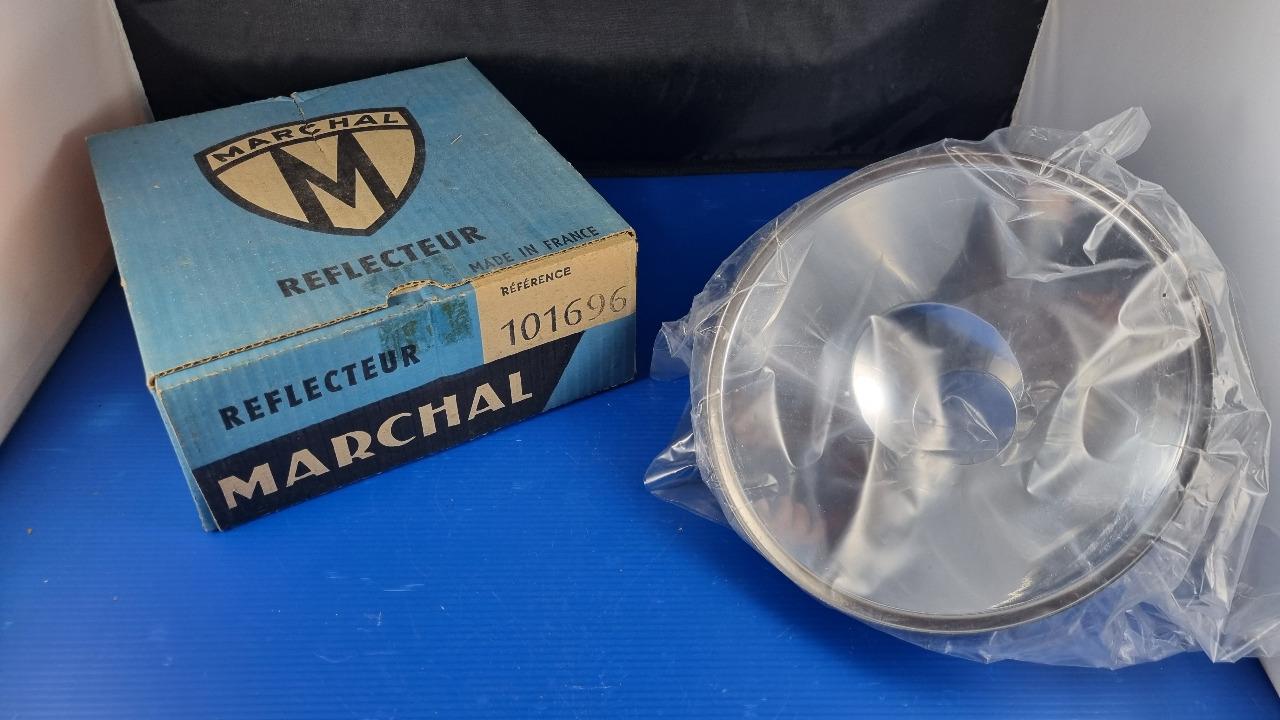 MARCHAL
M
REFLECTEUR
MADE IN FRANCE
RÉFÉRENCE
101696
REFLECTEUR
MARCHAL